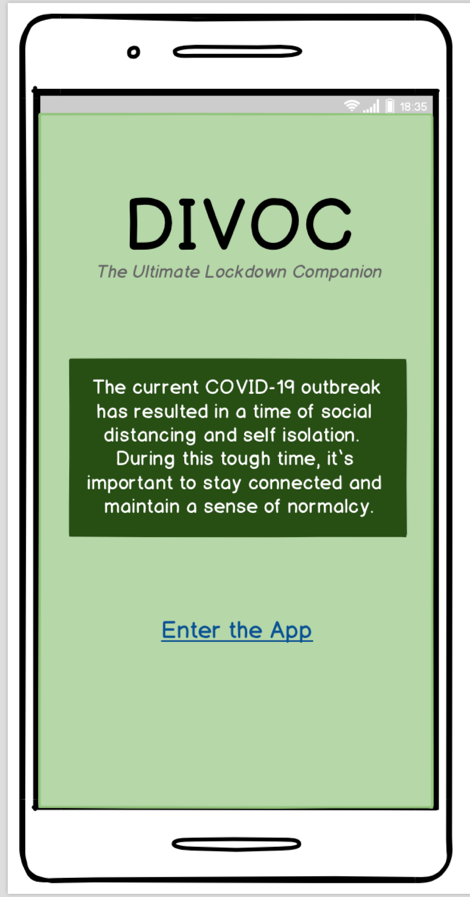 18:35
DIVOC
The Ultimate Lockdown Companion
The current COVID-19 outbreak
has resulted in a time of social
distancing and self isolation.
During this tough time, it`s
important to stay connected and
maintain a sense of normalcy.
Enter the App